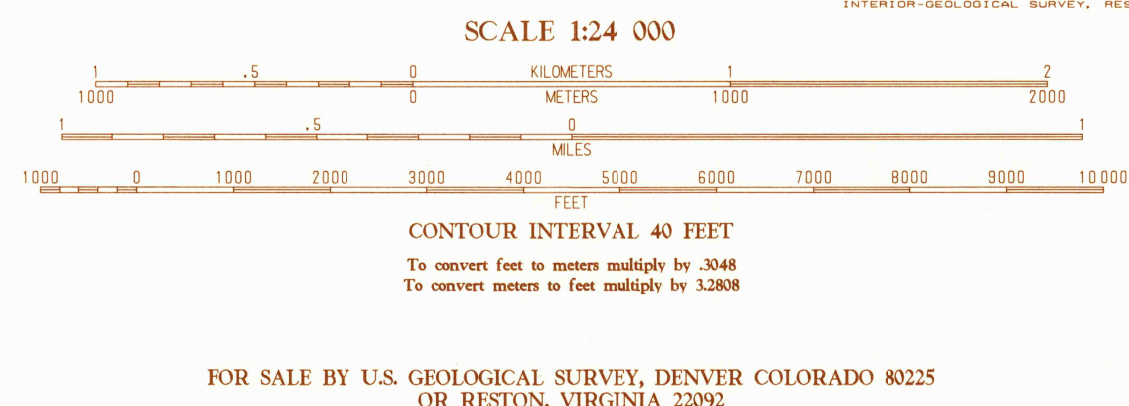 INTERIOR-GEOLOGICAL SURVEY,
SCALE 1:24 000
1 .5 0 KILOMETERS 1 2
1000 0 METERS 1000 2000
1 .5 0 1
MILES
1000 0 1000 2000 3000 4000 5000 6000 7000 8000 9000 10 000
FEET
CONTOUR INTERVAL 40 FEET
To convert feet to meters multiply by .3048
To convert meters to feet multiply by 3.2808
FOR SALE BY U.S. GEOLOGICAL SURVEY, DENVER COLORADO 80225
OR RESTON, VIRGINIA 22092